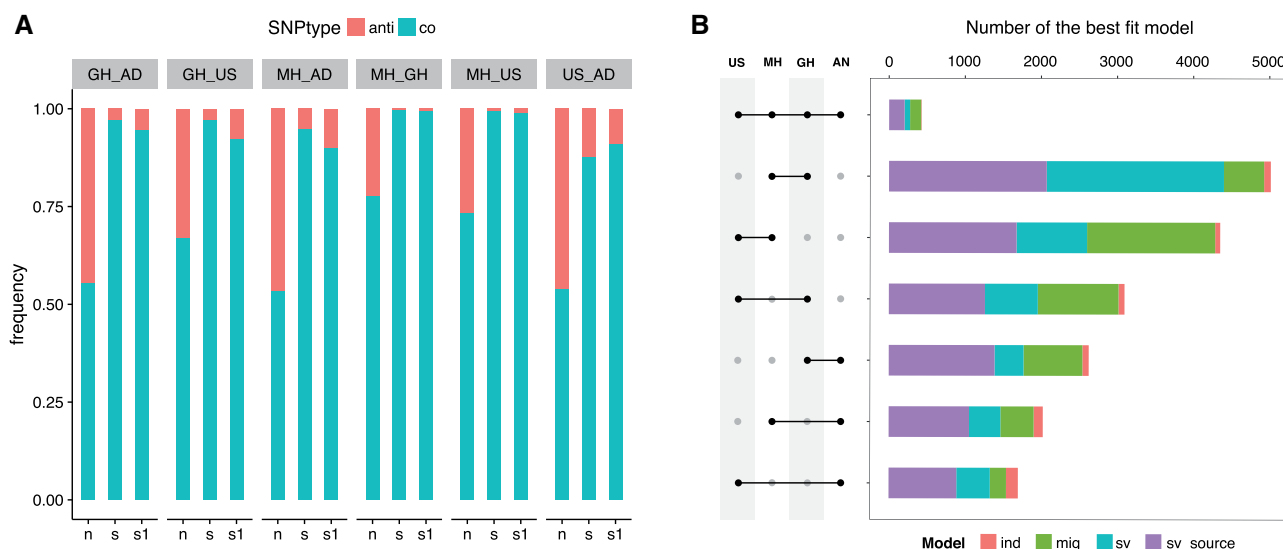 A
SNPtype anti co
GH_AD GH_US MH_AD MH_GH MH_US US_AD
frequency
1.00
0.75
0.50
0.25
0.00
n s s1 n s s1 n s s1 n s s1 n s s1 n s s1
B
Number of the best fit model
US MH GH AN
0 1000 2000 3000 4000 5000
Model ind mig sv sv_source